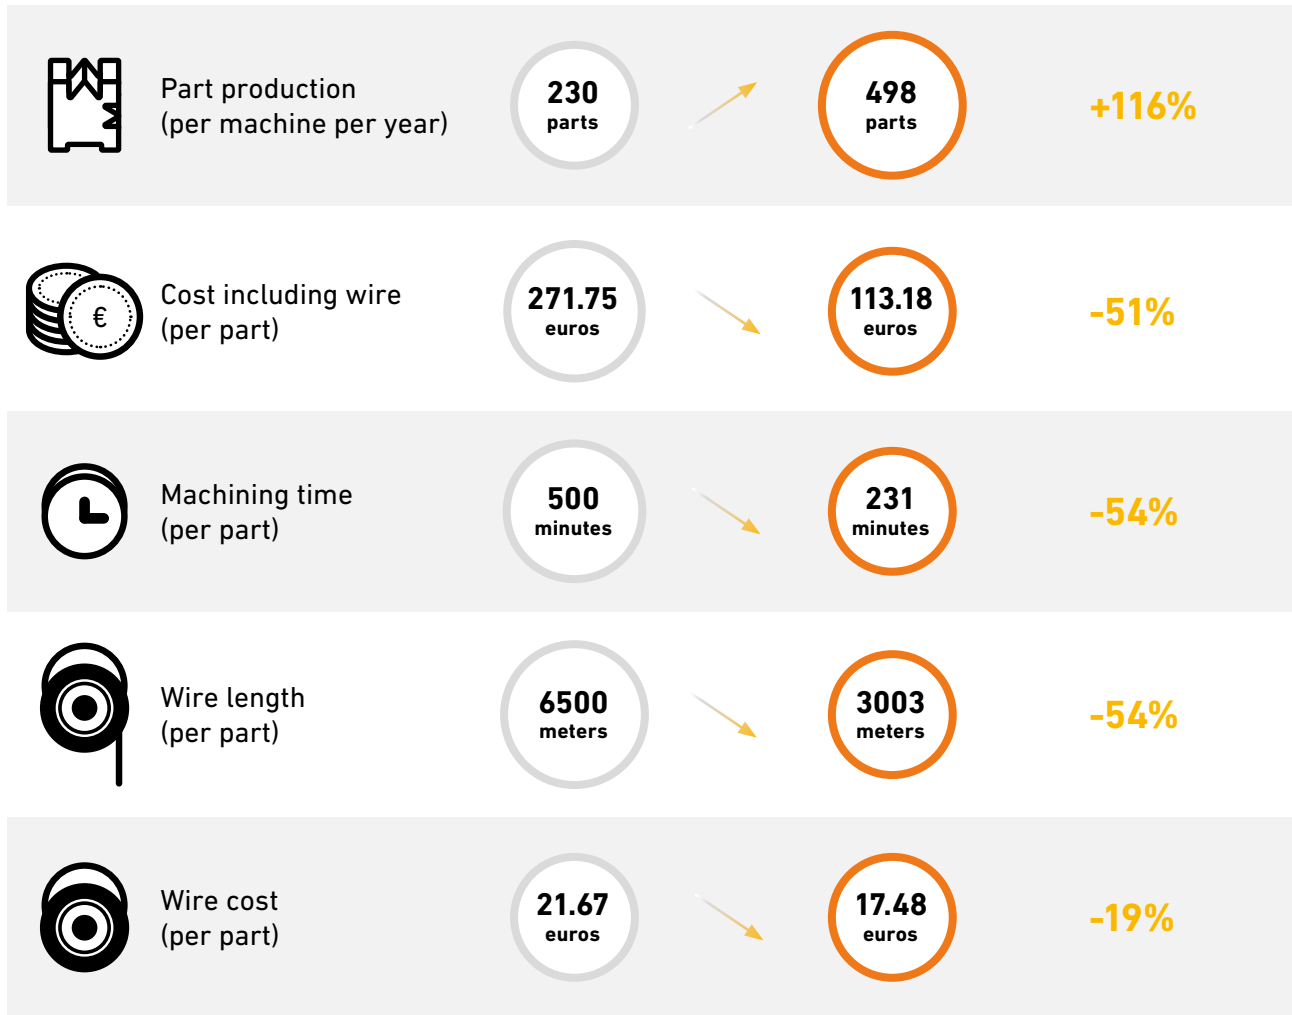 Part production
(per machine per year)
230
parts
498
parts
+116%
€
Cost including wire
(per part)
271.75
euros
113.18
euros
-51%
Machining time
(per part)
500
minutes
231
minutes
-54%
Wire length
(per part)
6500
meters
3003
meters
-54%
Wire cost
(per part)
21.67
euros
17.48
euros
-19%